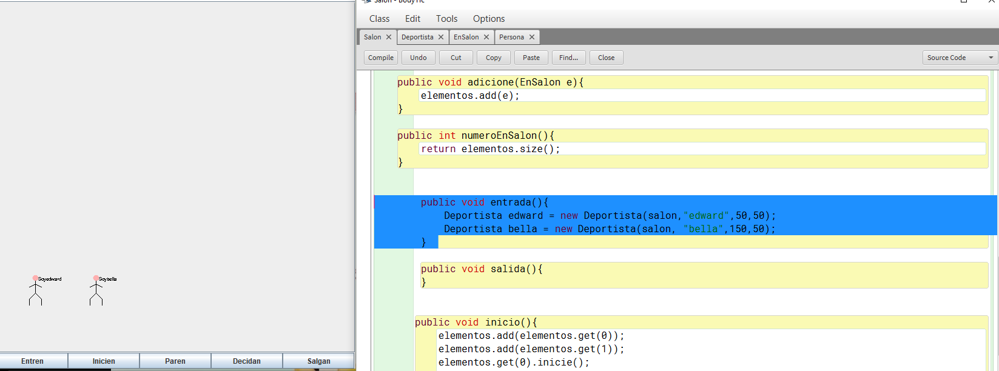 Soyedward
Soybella
Entren
Inicien
Paren
Decidan
Salgan
Salon - BodyTic
Class
Edit
Tools
Options
Salon
Deportista
EnSalon
Persona
Compile
Undo
Cut
Copy
Paste
Find...
Close
Source Code
public void adicione(EnSalon e){
elementos.add(e);
}
public int numeroEnSalon(){
return elementos.size();
}
public void entrada(){
Deportista edward = new Deportista(salon,"edward",50,50);
Deportista bella = new Deportista(salon, "bella",150,50);
}
public void salida(){
}
public void inicio(){
elementos.add(elementos.get(0));
elementos.add(elementos.get(1));
elementos.get(0).inicie();